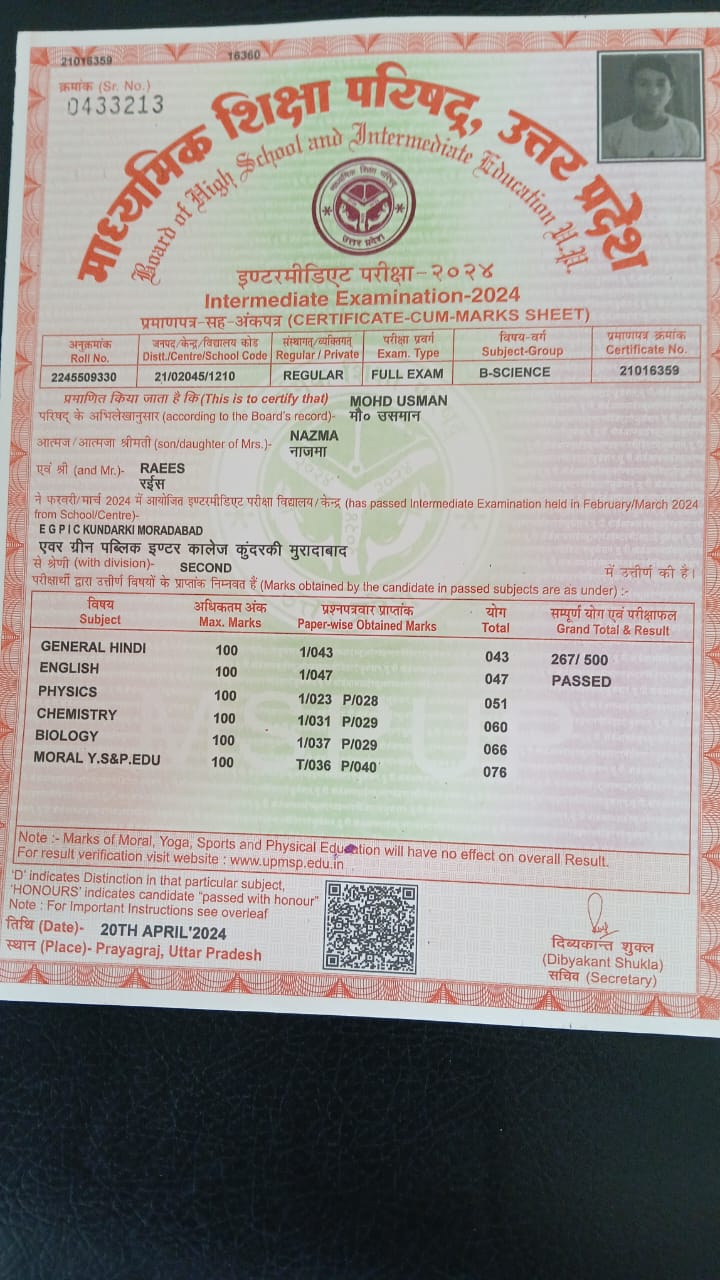 21016359 16360
क्रमांक (Sr. No.)
0433213
माध्यमिक शिक्षा परिषद्, उत्तर प्रदेश
Board of High School and Intermediate Education U.P.
माध्यमिक शिक्षा परिषद्
उत्तर प्रदेश
इण्टरमीडिएट परीक्षा-२०२४
Intermediate Examination-2024
प्रमाणपत्र-सह-अंकपत्र (CERTIFICATE-CUM-MARKS SHEET)
अनुक्रमांक जनपद/केन्द्र/विद्यालय कोड संस्थागत/व्यक्तिगत परीक्षा प्रवर्ग विषय-वर्ग प्रमाणपत्र क्रमांक
Roll No. Distt./Centre/School Code Regular / Private Exam. Type Subject-Group Certificate No.
2245509330 21/02045/1210 REGULAR FULL EXAM B-SCIENCE 21016359
प्रमाणित किया जाता है कि (This is to certify that) MOHD USMAN
परिषद् के अभिलेखानुसार (according to the Board's record)- मौ० उसमान
आत्मज/आत्मजा श्रीमती (son/daughter of Mrs.)- NAZMA
नाजमा
एवं श्री (and Mr.)- RAEES
रईस
ने फरवरी/मार्च 2024 में आयोजित इण्टरमीडिएट परीक्षा विद्यालय/केन्द्र (has passed Intermediate Examination held in February/March 2024
from School/Centre)-
E G P I C KUNDARKI MORADABAD
एवर ग्रीन पब्लिक इण्टर कालेज कुंदरकी मुरादाबाद
से श्रेणी (with division)- SECOND में उत्तीर्ण की है।
परीक्षार्थी द्वारा उत्तीर्ण विषयों के प्राप्तांक निम्नवत हैं (Marks obtained by the candidate in passed subjects are as under) :-
विषय अधिकतम अंक प्रश्नपत्रवार प्राप्तांक योग सम्पूर्ण योग एवं परीक्षाफल
Subject Max. Marks Paper-wise Obtained Marks Total Grand Total & Result
GENERAL HINDI 100 1/043 043 267/ 500
ENGLISH 100 1/047 047 PASSED
PHYSICS 100 1/023 P/028 051
CHEMISTRY 100 1/031 P/029 060
BIOLOGY 100 1/037 P/029 066
MORAL Y.S&P.EDU 100 T/036 P/040 076
Note :- Marks of Moral, Yoga, Sports and Physical Education will have no effect on overall Result.
For result verification visit website : www.upmsp.edu.in
'D' indicates Distinction in that particular subject,
'HONOURS' indicates candidate "passed with honour"
Note : For Important Instructions see overleaf
तिथि (Date)- 20TH APRIL'2024
स्थान (Place)- Prayagraj, Uttar Pradesh
दिब्यकान्त शुक्ल
(Dibyakant Shukla)
सचिव (Secretary)